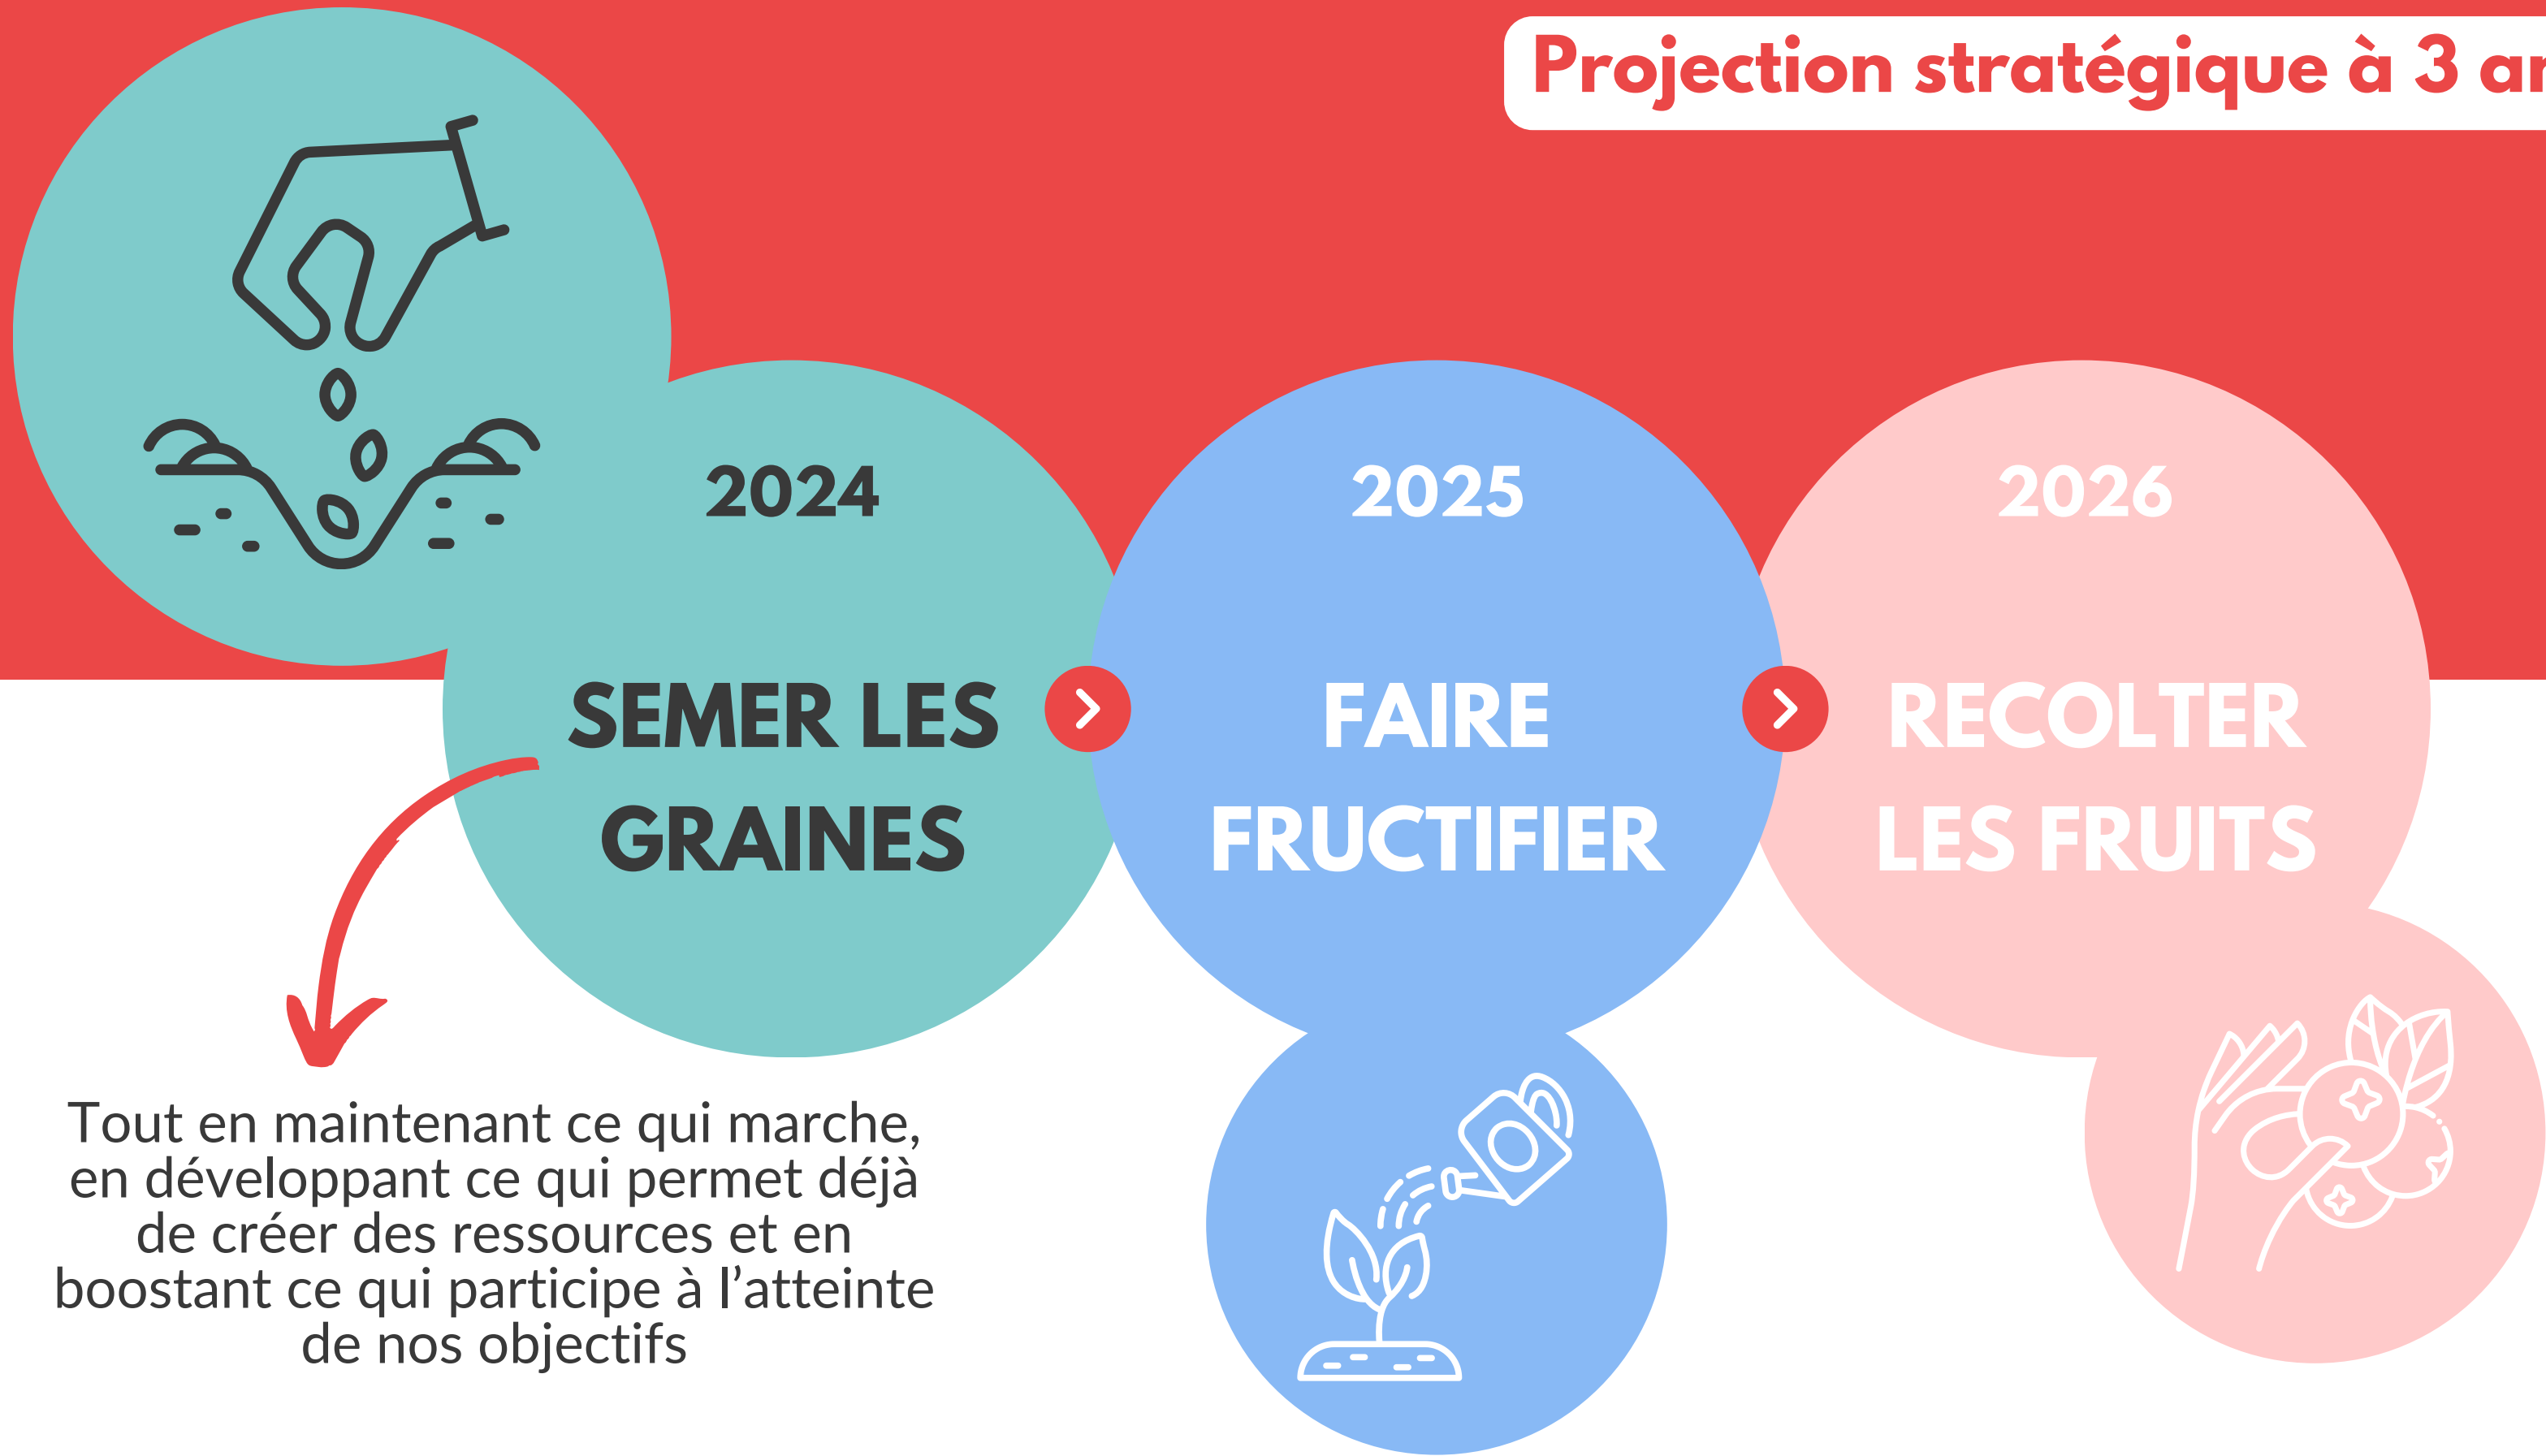 Projection stratégique à 3 
2024
SEMER LES
GRAINES
2025
FAIRE
FRUCTIFIER
2026
RECOLTER
LES FRUITS
Tout en maintenant ce qui marche,
en développant ce qui permet déjà
de créer des ressources et en
boostant ce qui participe à l’atteinte
de nos objectifs